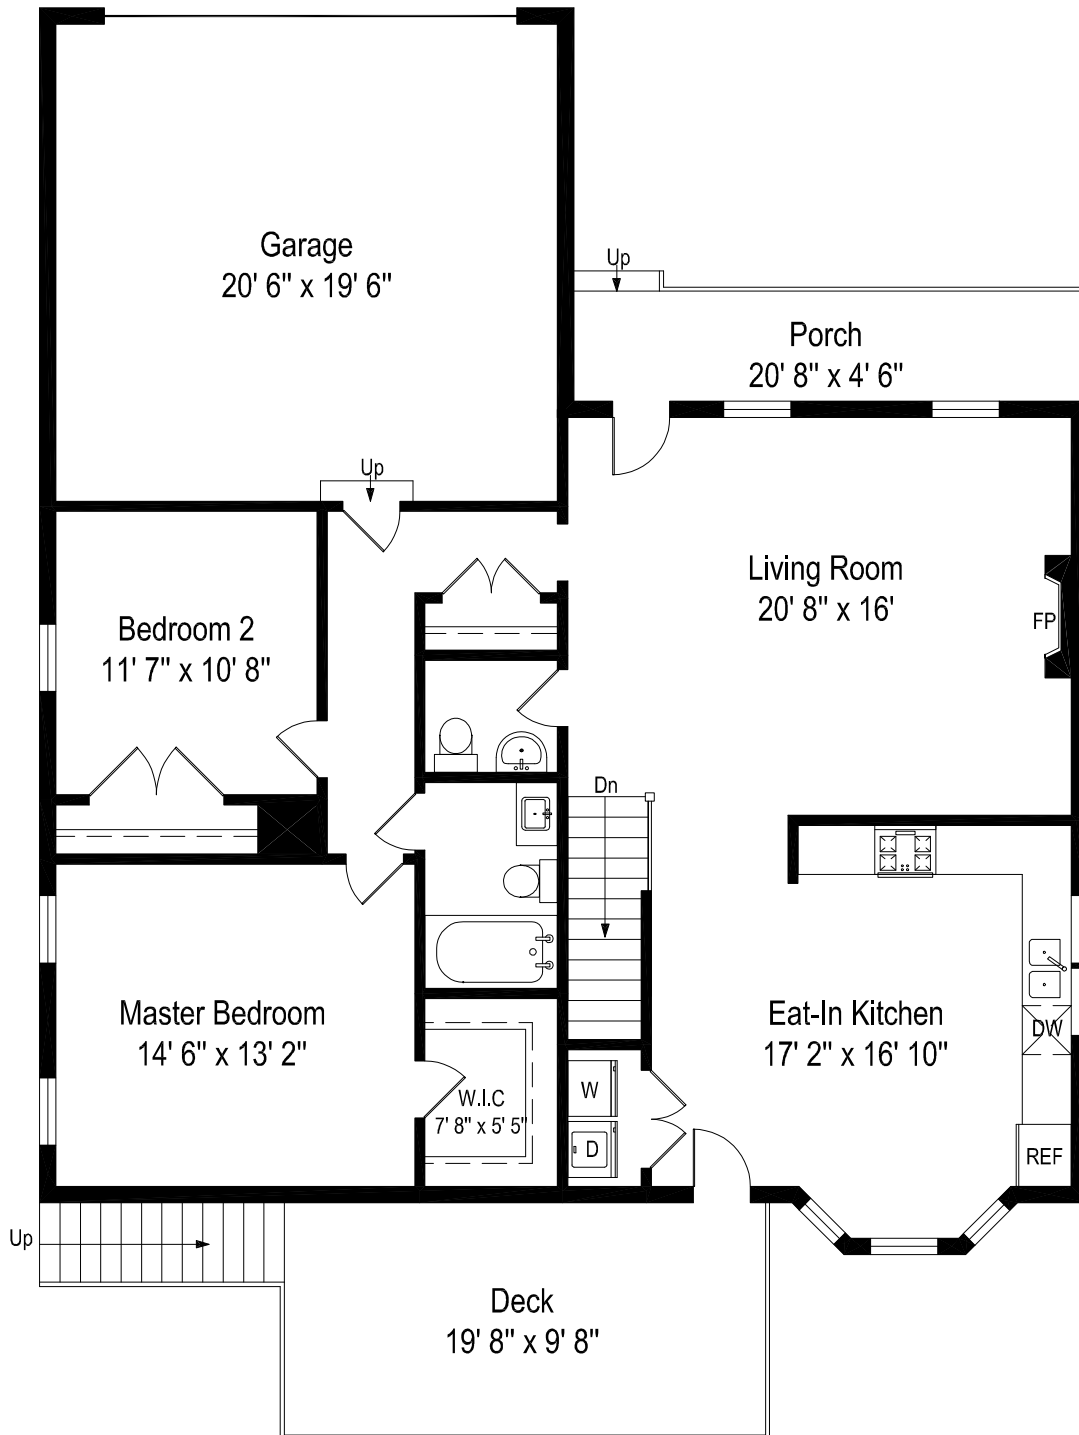 Garage
20' 6" x 19' 6"
Up
Porch
20' 8" x 4' 6"
Up
Living Room
20' 8" x 16'
FP
Bedroom 2
11' 7" x 10' 8"
Dn
Master Bedroom
14' 6" x 13' 2"
Eat-In Kitchen
17' 2" x 16' 10"
DW
W.I.C
7' 8" x 5' 5"
W
D
REF
Up
Deck
19' 8" x 9' 8"